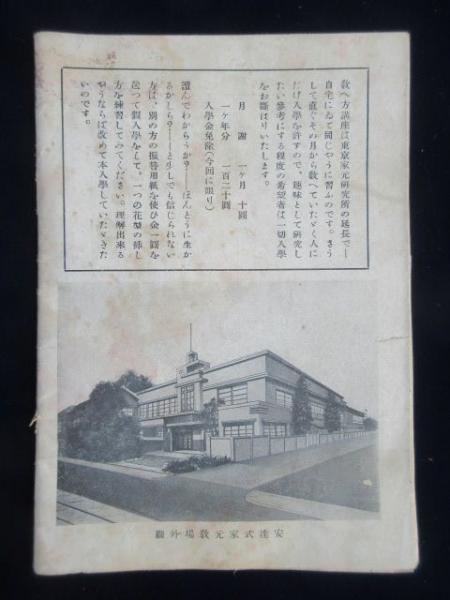 教へ方講座は東京家元研究所の延長で――
自宅にゐて同じやうに習ふのです。さう
して直ぐその月から教へていたゞく人に
だけ入學を許すので、趣味として研究し
たい參考にする程度の希望者は一切入學
をお斷はりいたします。
月謝 一ケ月 十圓
一ケ年分 一百二十圓
入學金免除(今回に限り)
讀んでわからうか?――ほんとうに生か
るかしら?――と少しでも信じられない
方は、別の方の振替用紙を使ひ金一圓を
送つて假入學をして、一つの花型の揷し
方を練習してみてください。理解出來る
やうならば改めて本入學していたゞきた
いのです。
安達式家元教場外觀